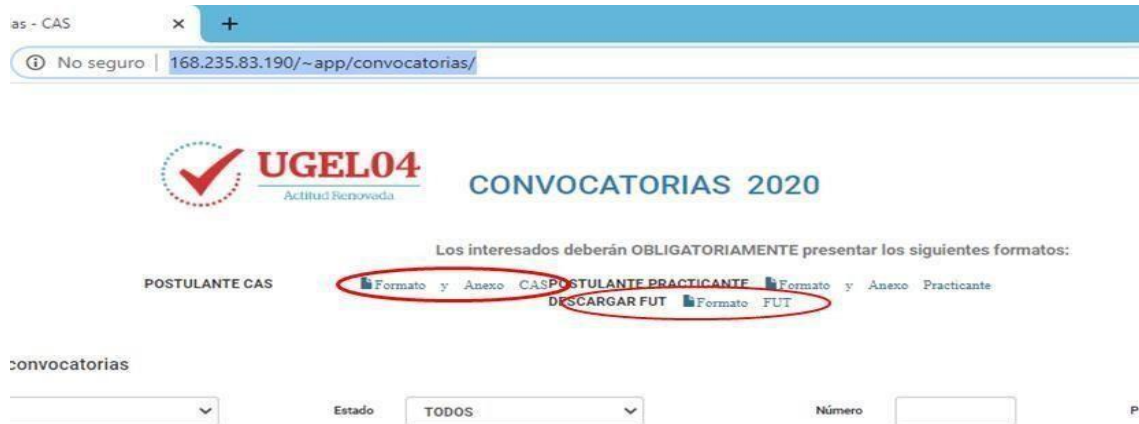 as - CAS
No seguro | 168.235.83.190/~app/convocatorias/
UGEL04
Actitud Renovada
CONVOCATORIAS 2020
Los interesados deberán OBLIGATORIAMENTE presentar los siguientes formatos:
POSTULANTE CAS Formato y Anexo CAS POSTULANTE PRACTICANTE Formato y Anexo Practicante
DESCARGAR FUT Formato FUT
convocatorias
Estado TODOS Número P